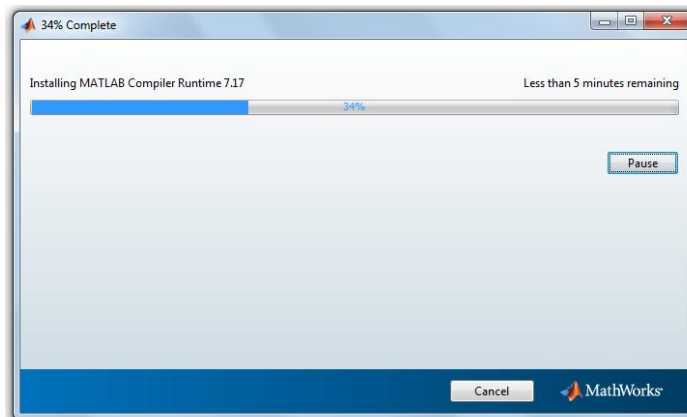 34% Complete
Installing MATLAB Compiler Runtime 7.17 Less than 5 minutes remaining
34%
Pause
Cancel MathWorks